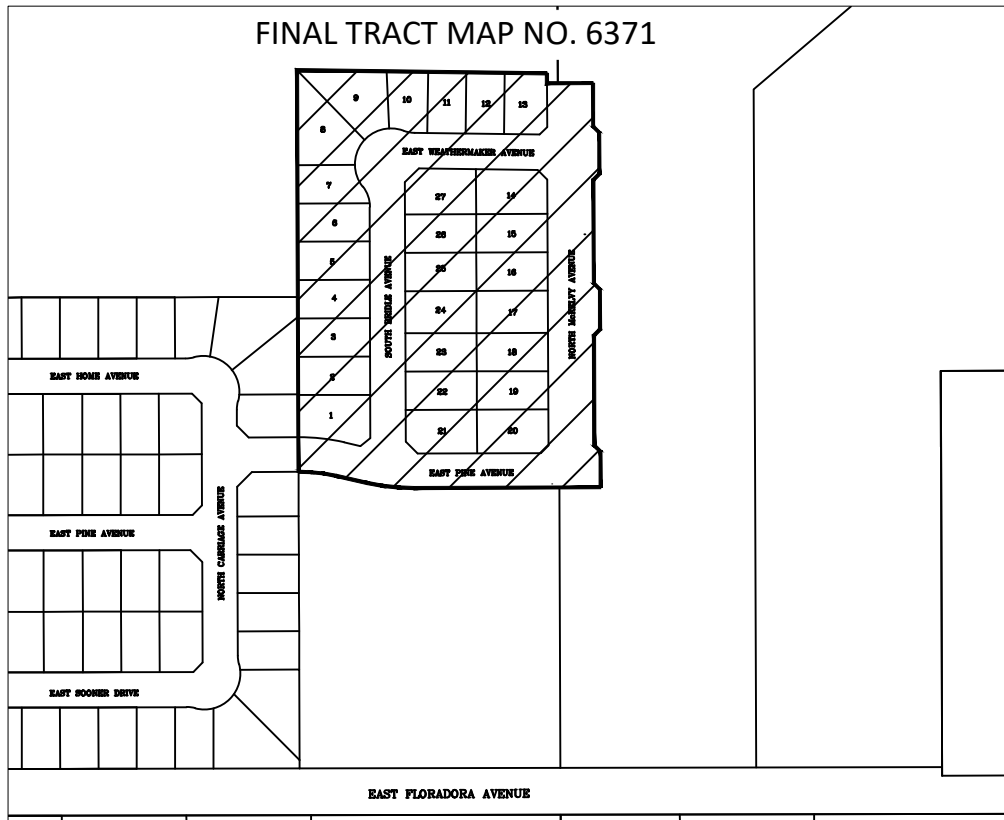 FINAL TRACT MAP NO. 6371
9
10
11
12
13
8
EAST WEATHERMAKER AVENUE
7
27
14
6
26
15
5
25
16
SOUTH BRIDLE AVENUE
NORTH McKELVY AVENUE
4
24
17
3
23
18
EAST HOME AVENUE
2
22
19
1
21
20
EAST PINE AVENUE
NORTH CARRIAGE AVENUE
EAST PINE AVENUE
EAST SOONER DRIVE
EAST FLORADORA AVENUE